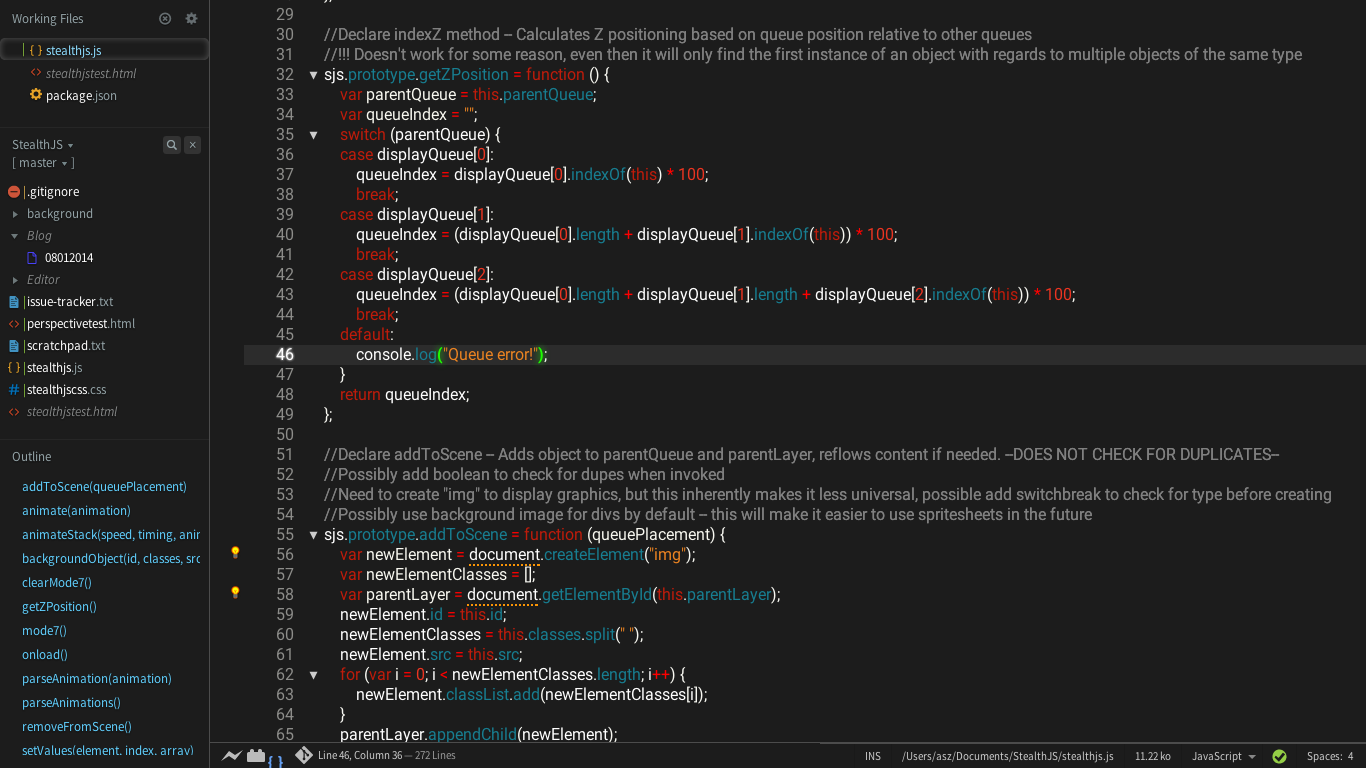 Working Files
{ } stealthjs.js
<> stealthjstest.html
package.json
StealthJS
[ master ]
.gitignore
background
Blog
08012014
Editor
issue-tracker.txt
<> perspectivetest.html
scratchpad.txt
{ } stealthjs.js
# stealthjscss.css
<> stealthjstest.html
Outline
addToScene(queuePlacement)
animate(animation)
animateStack(speed, timing, anir
backgroundObject(id, classes, src
clearMode7()
getZPosition()
mode7()
onload()
parseAnimation(animation)
parseAnimations()
removeFromScene()
setValues(element, index, array)
29
30 //Declare indexZ method -- Calculates Z positioning based on queue position relative to other queues
31 //!!! Doesn't work for some reason, even then it will only find the first instance of an object with regards to multiple objects of the same type
32 ▼ sjs.prototype.getZPosition = function () {
33 var parentQueue = this.parentQueue;
34 var queueIndex = "";
35 ▼ switch (parentQueue) {
36 case displayQueue[0]:
37 queueIndex = displayQueue[0].indexOf(this) * 100;
38 break;
39 case displayQueue[1]:
40 queueIndex = (displayQueue[0].length + displayQueue[1].indexOf(this)) * 100;
41 break;
42 case displayQueue[2]:
43 queueIndex = (displayQueue[0].length + displayQueue[1].length + displayQueue[2].indexOf(this)) * 100;
44 break;
45 default:
46 console.log("Queue error!");
47 }
48 return queueIndex;
49 };
50
51 //Declare addToScene -- Adds object to parentQueue and parentLayer, reflows content if needed. --DOES NOT CHECK FOR DUPLICATES--
52 //Possibly add boolean to check for dupes when invoked
53 //Need to create "img" to display graphics, but this inherently makes it less universal, possible add switchbreak to check for type before creating
54 //Possibly use background image for divs by default -- this will make it easier to use spritesheets in the future
55 ▼ sjs.prototype.addToScene = function (queuePlacement) {
56 var newElement = document.createElement("img");
57 var newElementClasses = [];
58 var parentLayer = document.getElementById(this.parentLayer);
59 newElement.id = this.id;
60 newElementClasses = this.classes.split(" ");
61 newElement.src = this.src;
62 ▼ for (var i = 0; i < newElementClasses.length; i++) {
63 newElement.classList.add(newElementClasses[i]);
64 }
65 parentLayer.appendChild(newElement);
{ } Line 46, Column 36 — 272 Lines
INS /Users/asz/Documents/StealthJS/stealthjs.js 11.22 ko JavaScript Spaces: 4